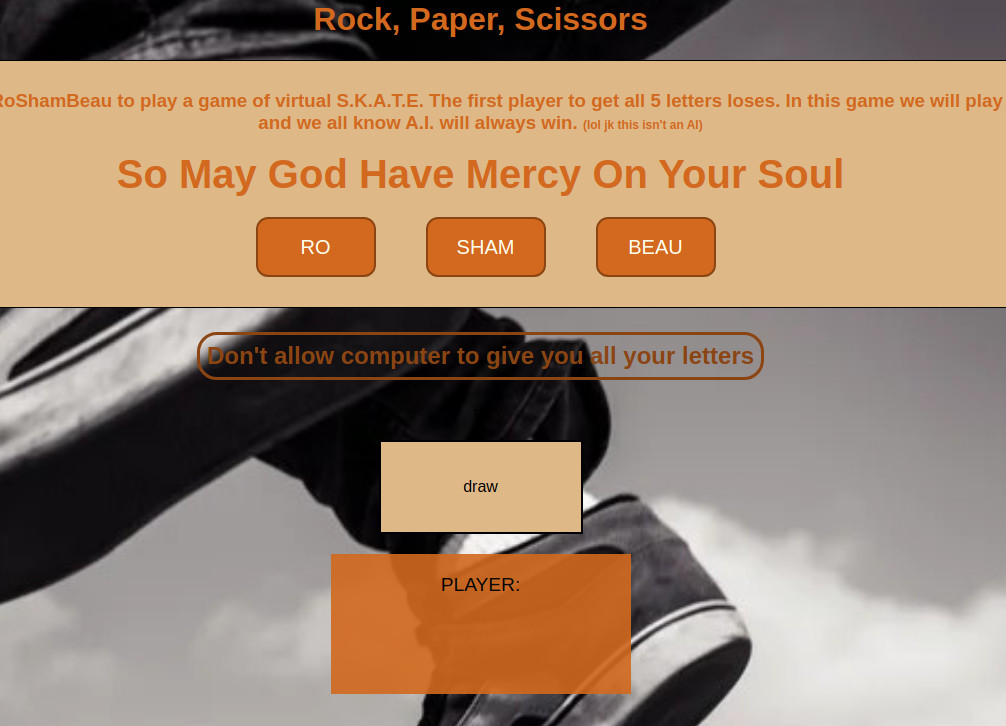 Rock, Paper, Scissors
RoShamBeau to play a game of virtual S.K.A.T.E. The first player to get all 5 letters loses. In this game we will play
and we all know A.I. will always win. (lol jk this isn't an AI)
So May God Have Mercy On Your Soul
RO
SHAM
BEAU
Don't allow computer to give you all your letters
draw
PLAYER: